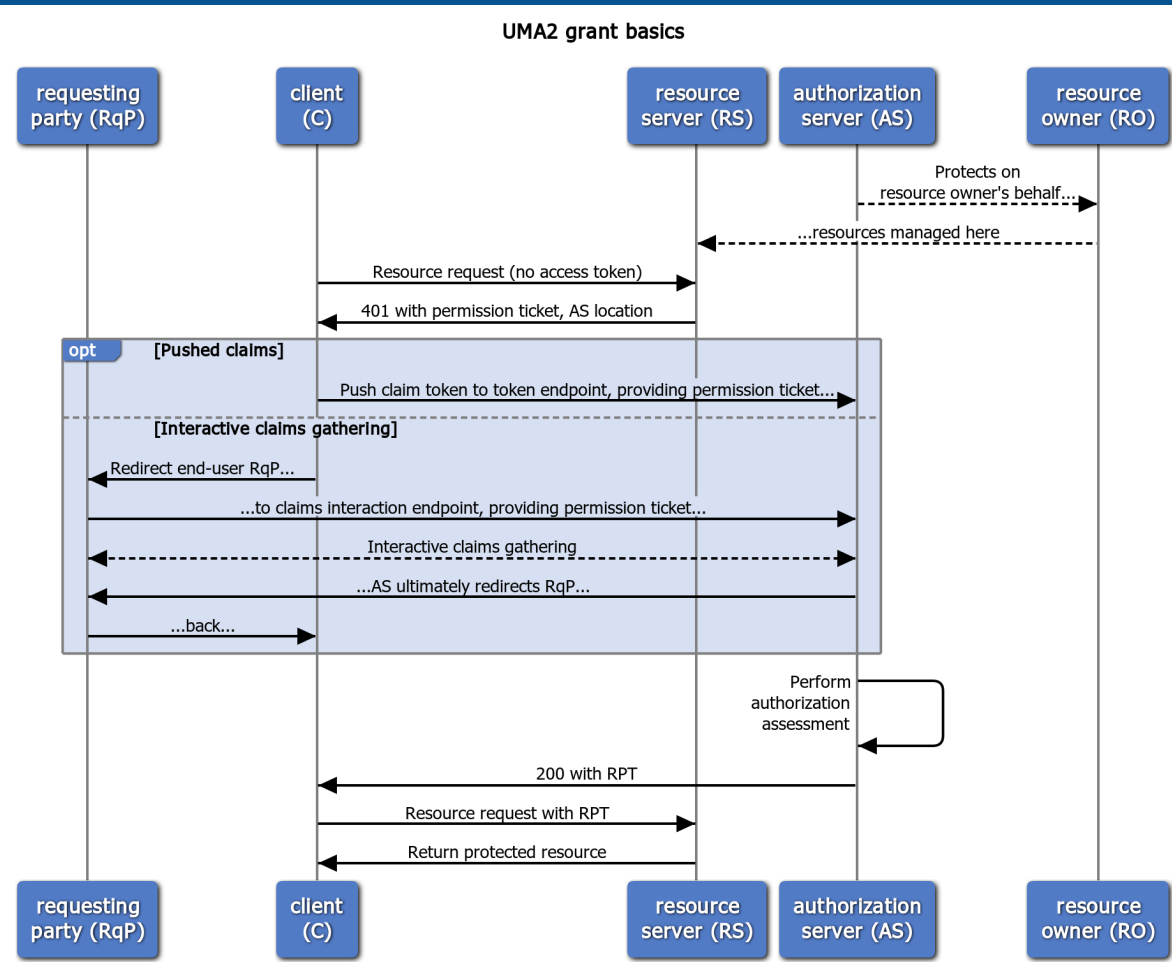 UMA2 grant basics
requesting
party (RqP)
client
(C)
resource
server (RS)
authorization
server (AS)
resource
owner (RO)
Protects on
resource owner's behalf...
...resources managed here
Resource request (no access token)
401 with permission ticket, AS location
opt
[Pushed claims]
Push claim token to token endpoint, providing permission ticket...
[Interactive claims gathering]
Redirect end-user RqP...
...to claims interaction endpoint, providing permission ticket...
Interactive claims gathering
...AS ultimately redirects RqP...
...back...
Perform
authorization
assessment
200 with RPT
Resource request with RPT
Return protected resource
requesting
party (RqP)
client
(C)
resource
server (RS)
authorization
server (AS)
resource
owner (RO)